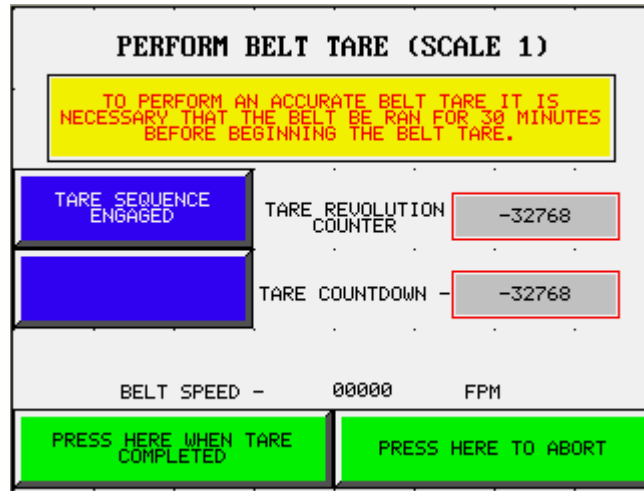 PERFORM BELT TARE (SCALE 1)
TO PERFORM AN ACCURATE BELT TARE IT IS
NECESSARY THAT THE BELT BE RAN FOR 30 MINUTES
BEFORE BEGINNING THE BELT TARE.
TARE SEQUENCE
ENGAGED
TARE REVOLUTION
COUNTER
-32768
TARE COUNTDOWN -
-32768
BELT SPEED - 00000 FPM
PRESS HERE WHEN TARE
COMPLETED
PRESS HERE TO ABORT